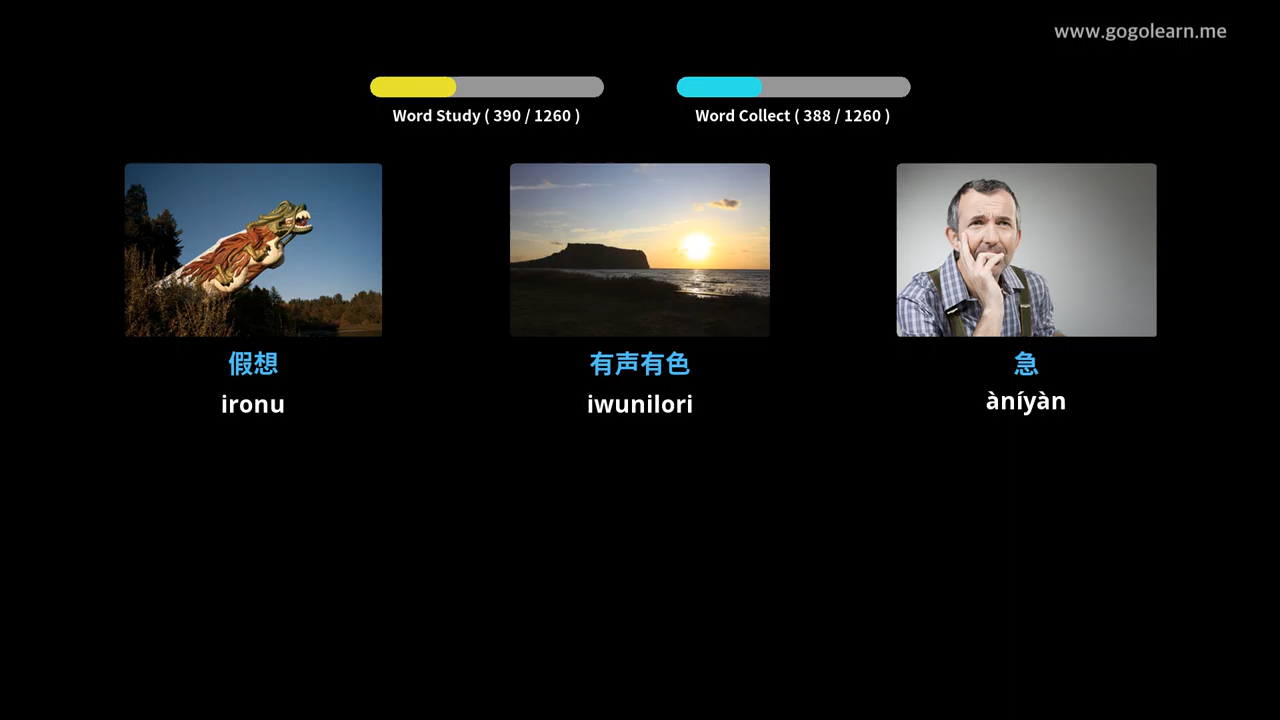 www.gogolearn.me
Word Study ( 390 / 1260 )
Word Collect ( 388 / 1260 )
假想
ironu
有声有色
iwunilori
急
àníyàn